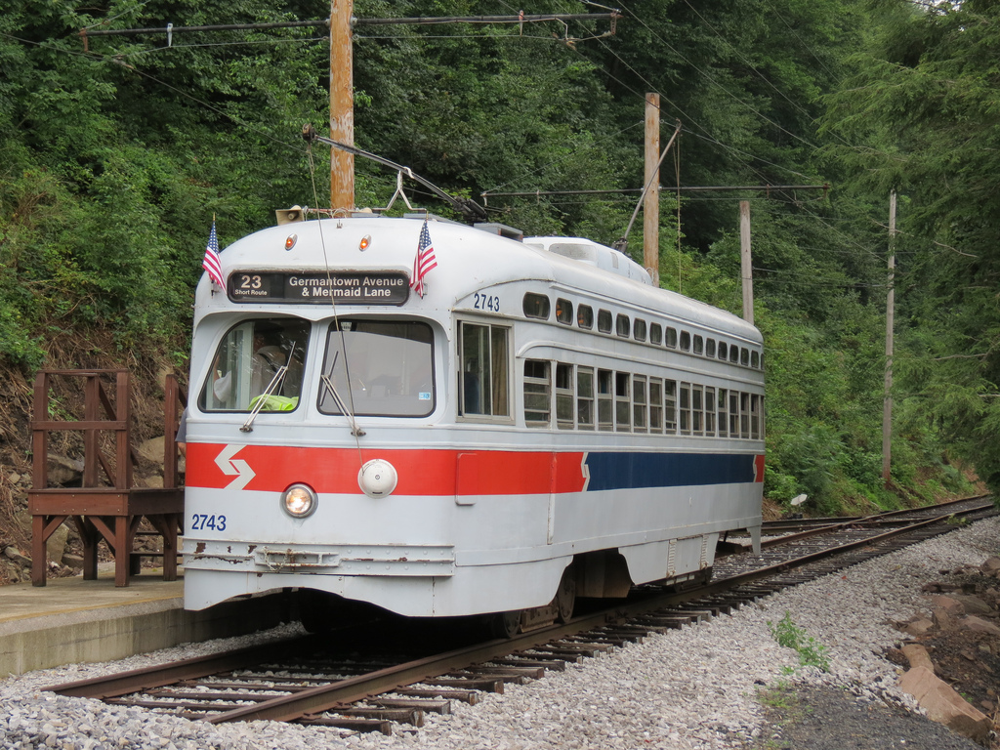 23
Short Route
Germantown Avenue
& Mermaid Lane
2743
2743